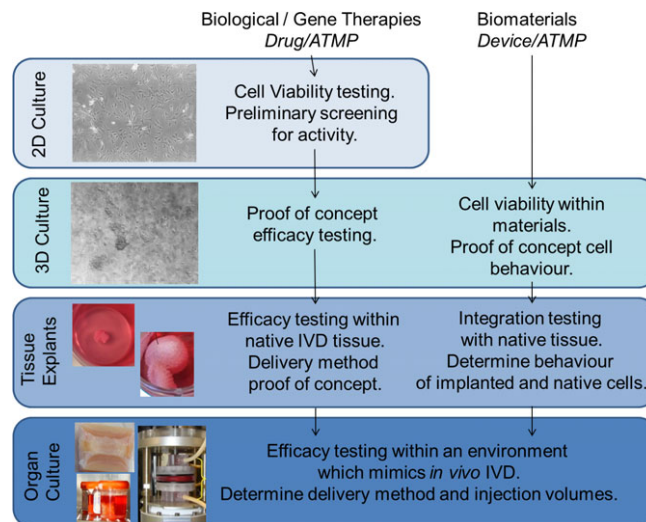 Biological / Gene Therapies
Drug/ATMP
Biomaterials
Device/ATMP
2D Culture
Cell Viability testing.
Preliminary screening
for activity.
3D Culture
Proof of concept
efficacy testing.
Cell viability within
materials.
Proof of concept cell
behaviour.
Tissue
Explants
Efficacy testing within
native IVD tissue.
Delivery method
proof of concept.
Integration testing
with native tissue.
Determine behaviour
of implanted and native cells.
Organ
Culture
Efficacy testing within an environment
which mimics in vivo IVD.
Determine delivery method and injection volumes.